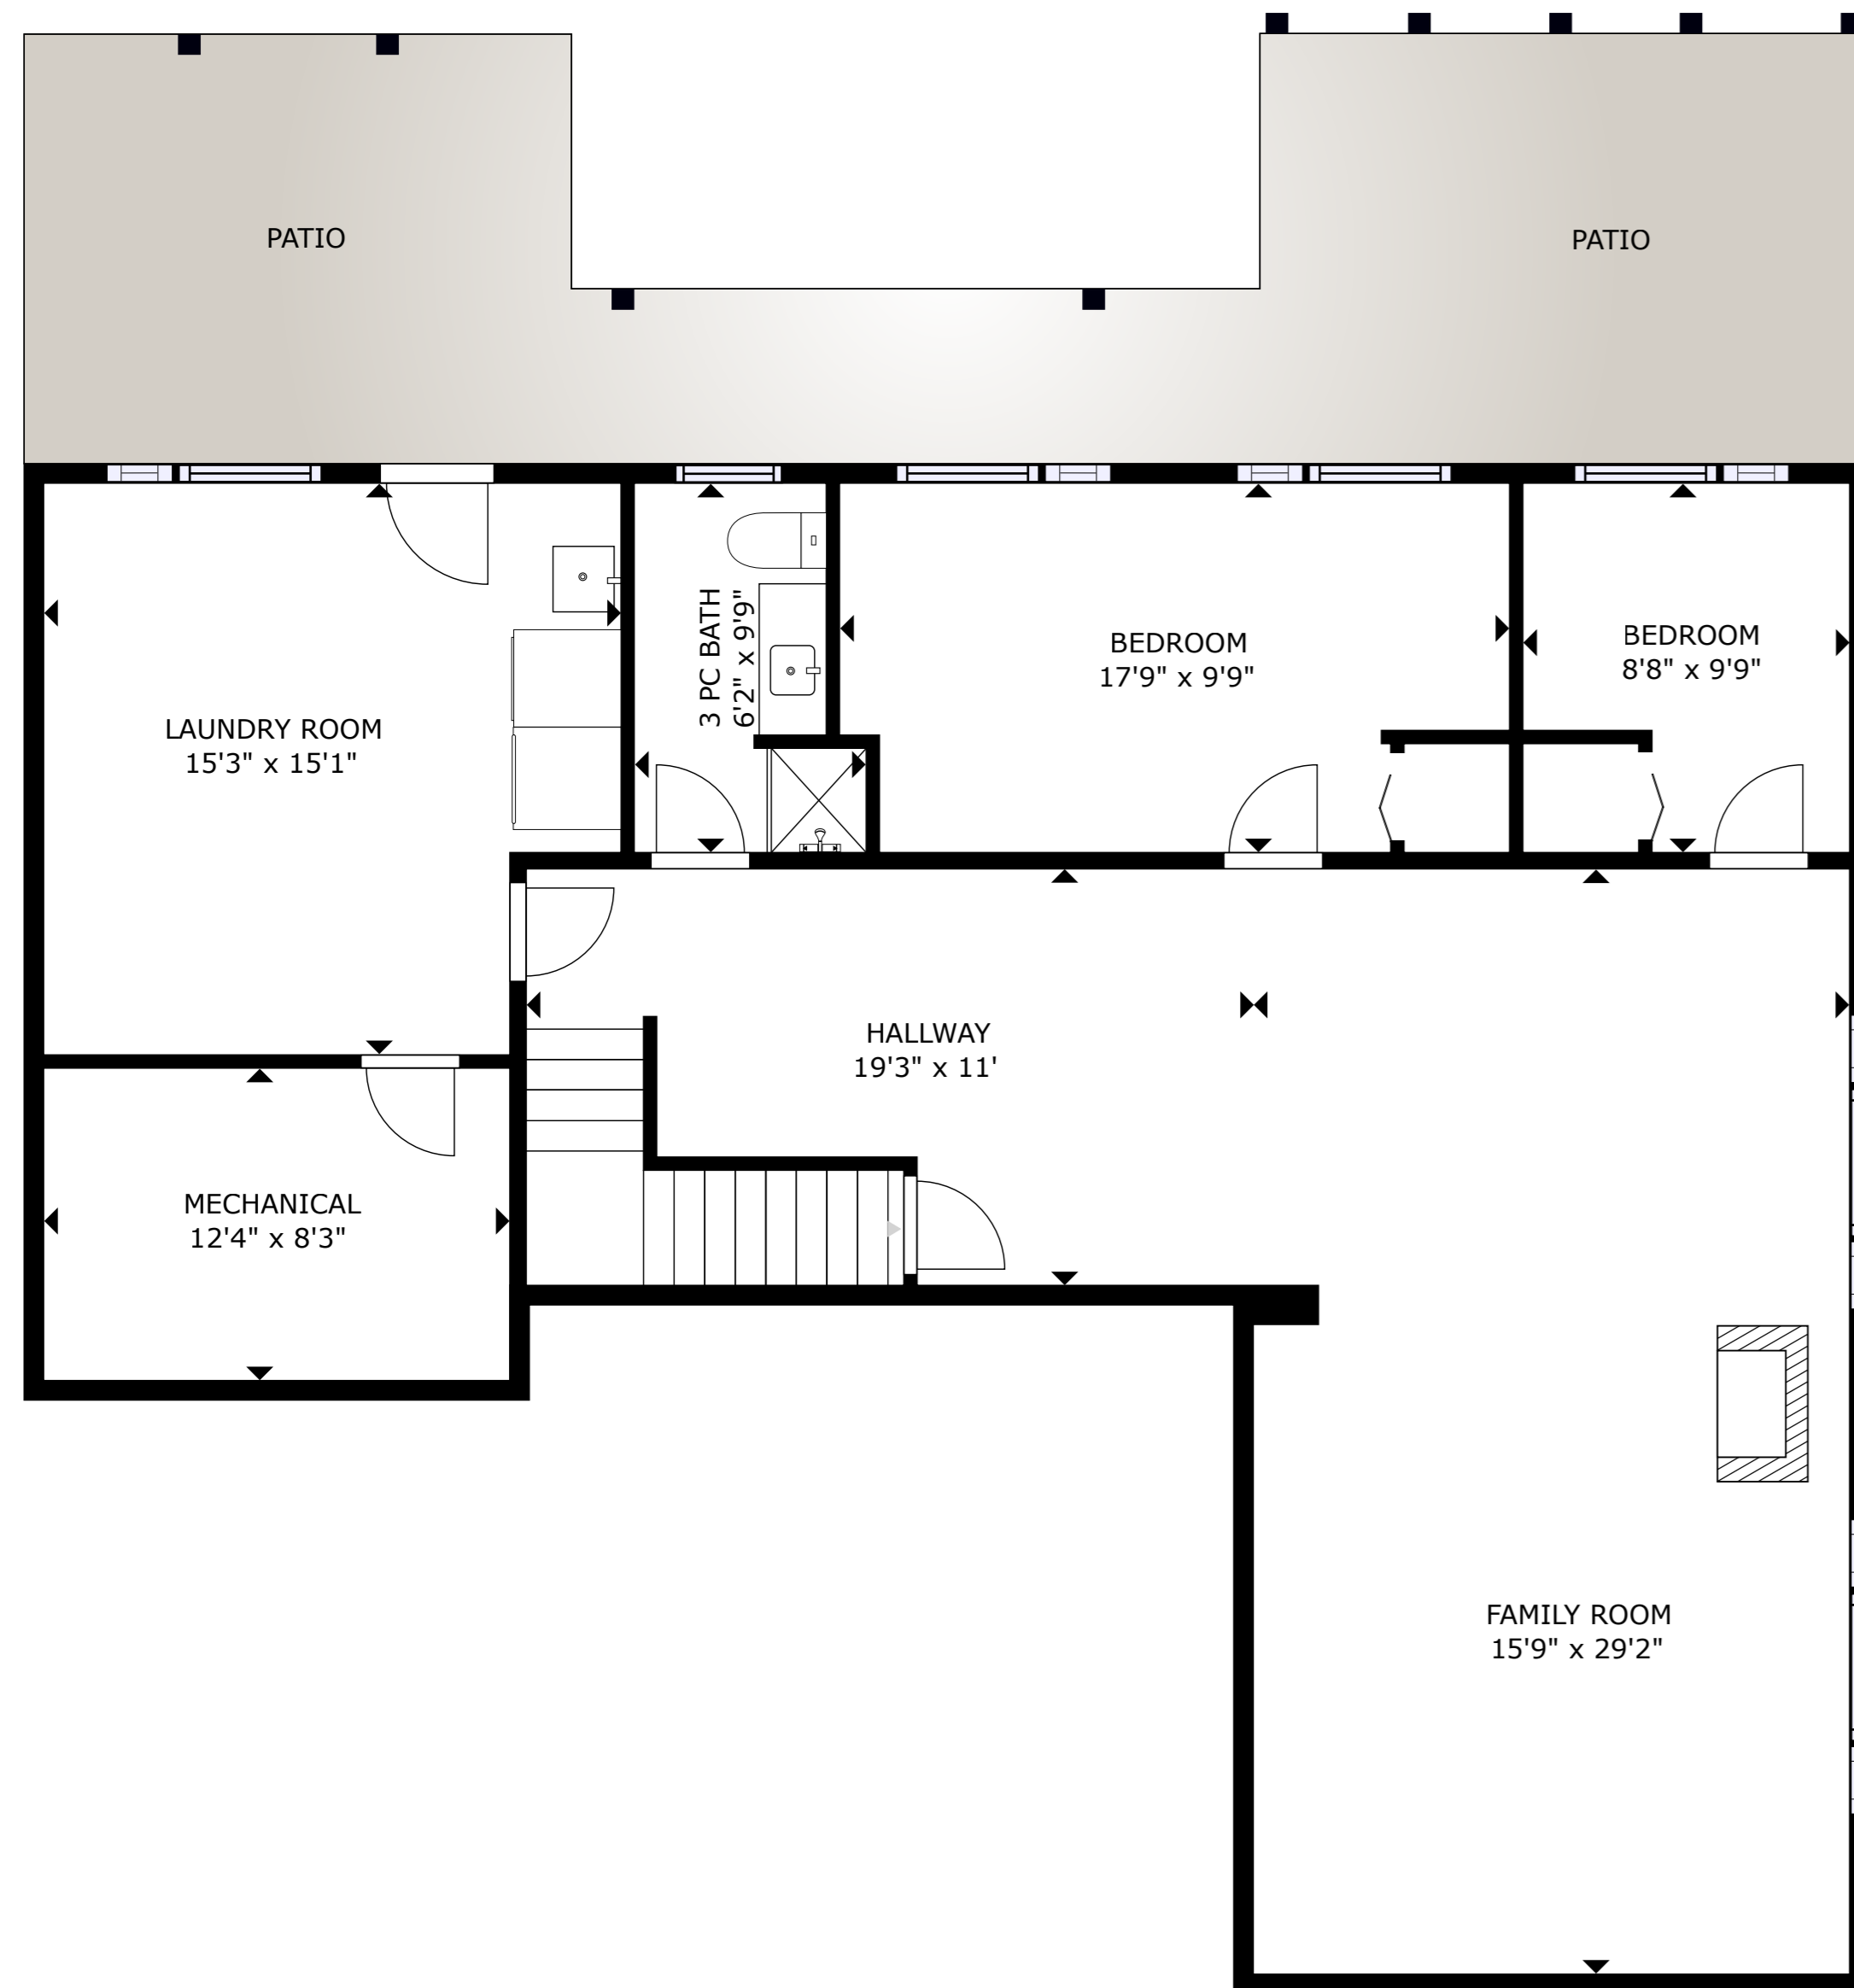 PATIO
PATIO
LAUNDRY ROOM
15'3" x 15'1"
3 PC BATH
6'2" x 9'9"
BEDROOM
17'9" x 9'9"
BEDROOM
8'8" x 9'9"
HALLWAY
19'3" x 11'
MECHANICAL
12'4" x 8'3"
FAMILY ROOM
15'9" x 29'2"